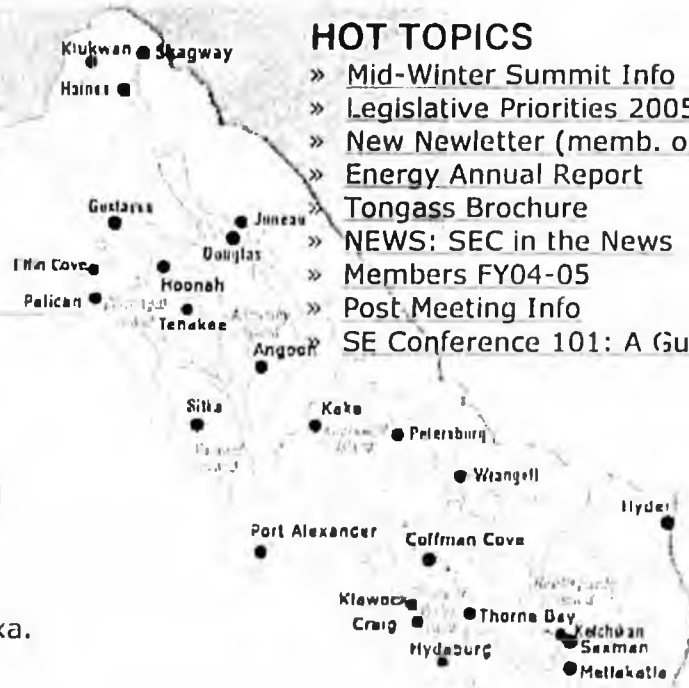 HOT TOPICS
» Mid-Winter Summit Info
» Legislative Priorities 2005
» New Newletter (memb. o
» Energy Annual Report
» Tongass Brochure
» NEWS: SEC in the News
» Members FY04-05
» Post Meeting Info
» SE Conference 101: A Gu
Klukwan
Skagway
Haines
Gustavus
Juneau
Douglas
Elfin Cove
Hoonah
Pelican
Tenakee
Angoon
Sitka
Kake
Petersburg
Wrangell
Hyder
Port Alexander
Coffman Cove
Klawock
Thorne Bay
Craig
Ketchikan
Saxman
Hydaburg
Metlakatla
ka.